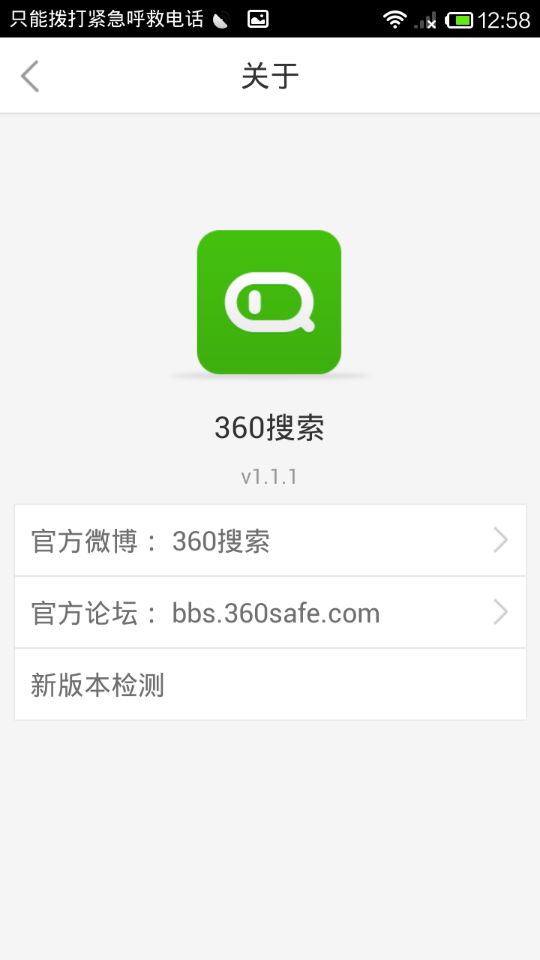 只能拨打紧急呼救电话 12:58
关于
360搜索
v1.1.1
官方微博：360搜索
官方论坛：bbs.360safe.com
新版本检测